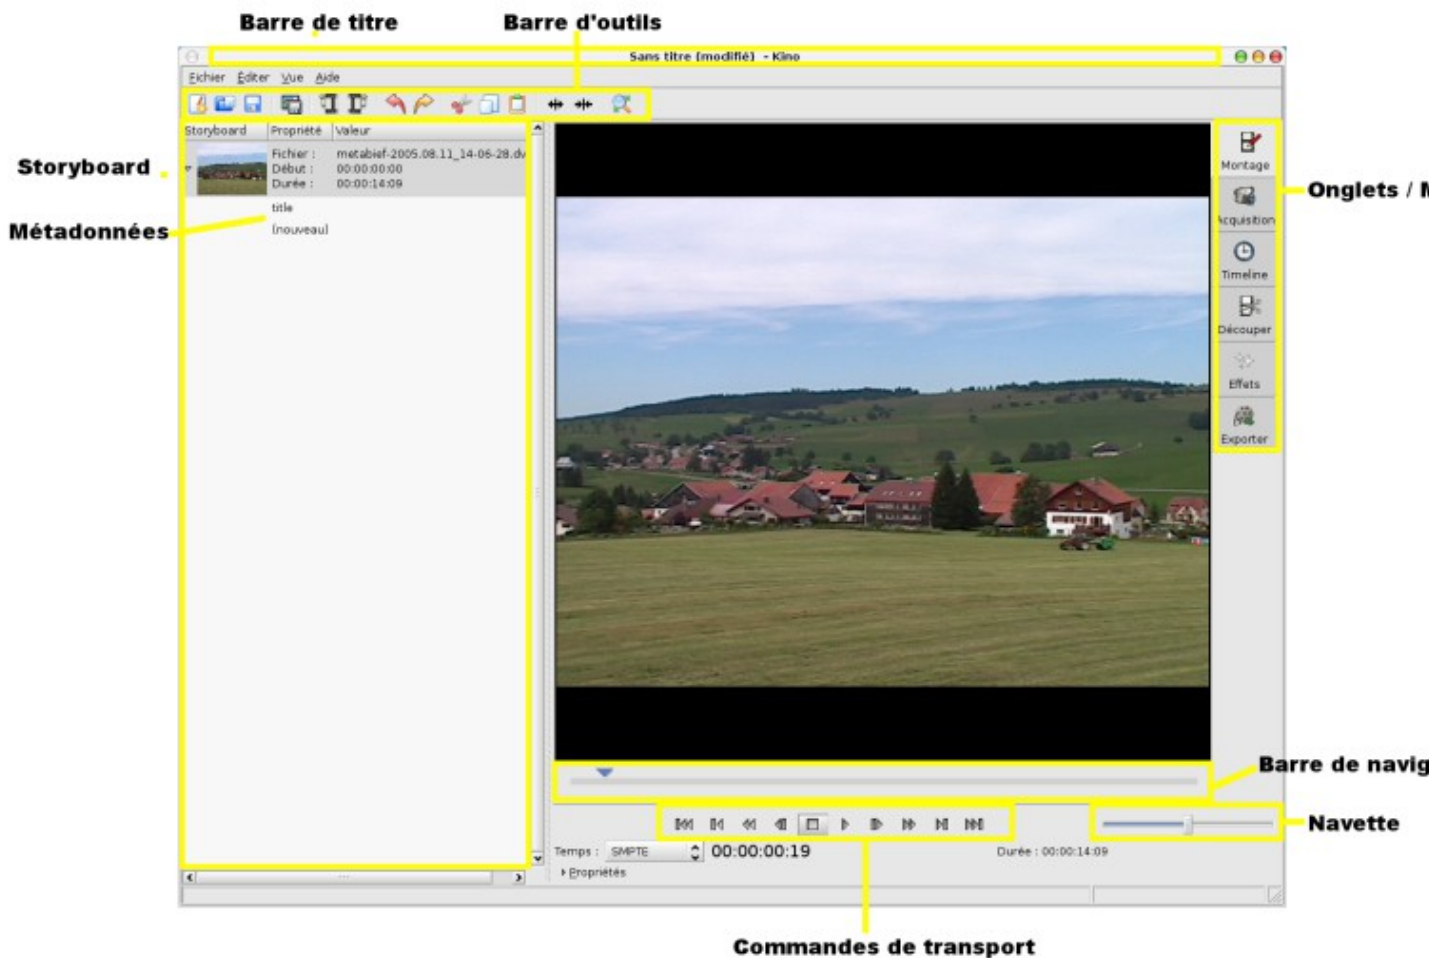 Barre de titre
Barre d'outils
Sans titre [modifié] - Kino
Fichier Éditer Vue Aide
Storyboard Propriété Valeur
Fichier : metabief-2005.08.11_14-06-28.dv
Début : 00:00:00:00
Durée : 00:00:14:09
title
(nouveau)
Storyboard
Métadonnées
Montage
Acquisition
Timeline
Découper
Effets
Exporter
Onglets / M
Barre de navig
Navette
Temps : SMPTE 00:00:00:19
Durée : 00:00:14:09
Propriétés
Commandes de transport